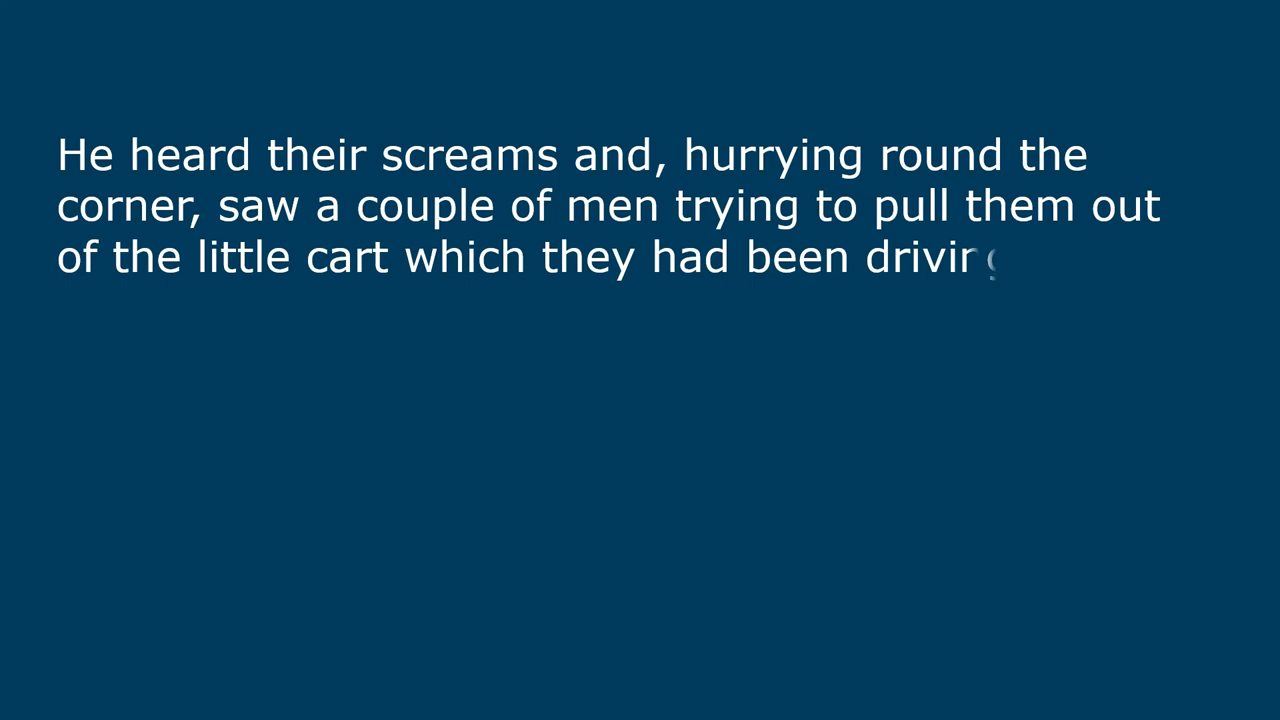 He heard their screams and, hurrying round the
corner, saw a couple of men trying to pull them out
of the little cart which they had been driving